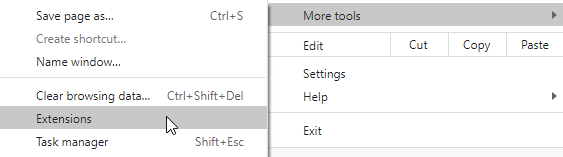 Save page as... Ctrl+S
Create shortcut...
Name window...
Clear browsing data... Ctrl+Shift+Del
Extensions
Task manager Shift+Esc
More tools
Edit Cut Copy Paste
Settings
Help
Exit